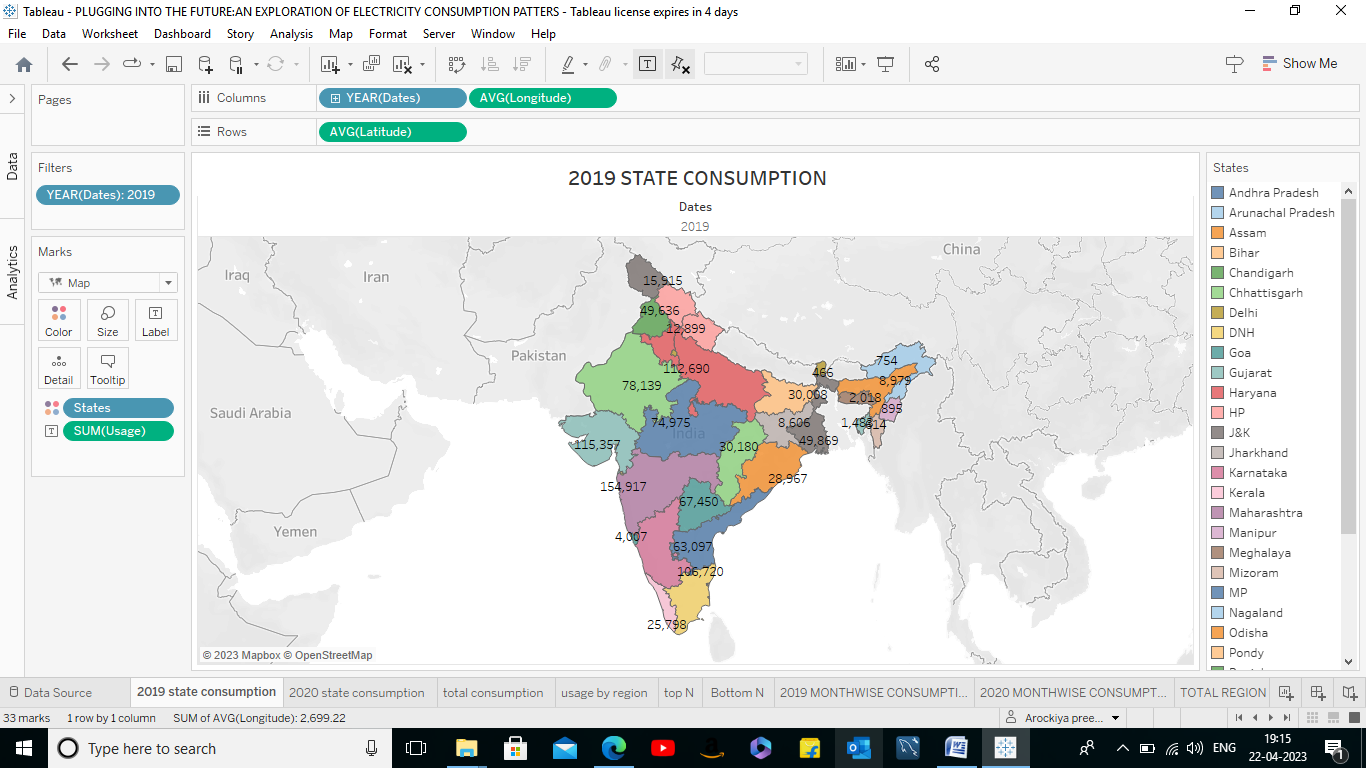 Tableau - PLUGGING INTO THE FUTURE:AN EXPLORATION OF ELECTRICITY CONSUMPTION PATTERS - Tableau license expires in 4 days
File Data Worksheet Dashboard Story Analysis Map Format Server Window Help
Show Me
Pages
Columns
YEAR(Dates)
AVG(Longitude)
Rows
AVG(Latitude)
Data
Analytics
Filters
YEAR(Dates): 2019
Marks
Map
Color
Size
Label
Detail
Tooltip
States
SUM(Usage)
2019 STATE CONSUMPTION
Dates
2019
China
Iraq
Iran
15,915
49,636
12,899
Pakistan
754
112,690
466
8,979
78,139
30,008
2,018
895
Saudi Arabia
74,975
8,606
1,483
614
India
49,869
115,357
30,180
28,967
154,917
67,450
Yemen
4,007
63,097
106,720
25,798
© 2023 Mapbox © OpenStreetMap
States
Andhra Pradesh
Arunachal Pradesh
Assam
Bihar
Chandigarh
Chhattisgarh
Delhi
DNH
Goa
Gujarat
Haryana
HP
J&K
Jharkhand
Karnataka
Kerala
Maharashtra
Manipur
Meghalaya
Mizoram
MP
Nagaland
Odisha
Pondy
Data Source
2019 state consumption
2020 state consumption
total consumption
usage by region
top N
Bottom N
2019 MONTHWISE CONSUMPTI...
2020 MONTHWISE CONSUMPT...
TOTAL REGION
33 marks 1 row by 1 column SUM of AVG(Longitude): 2,699.22
Arockiya pree...
Type here to search
ENG
19:15
22-04-2023
1